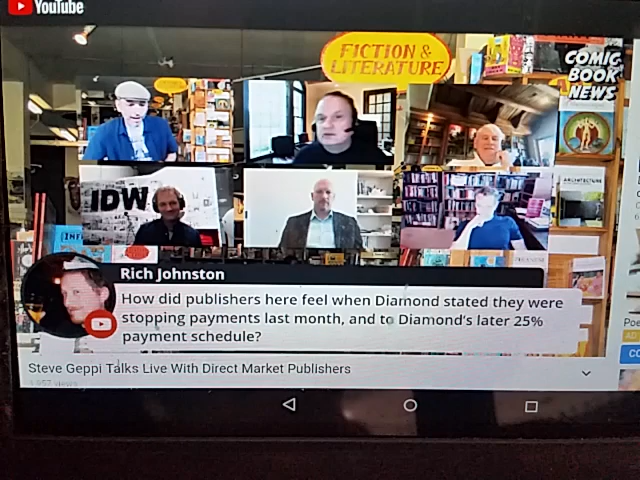 YouTube
FICTION &
LITERATURE
COMIC
BOOK
NEWS
ARCHITECTURE
IDW
Rich Johnston
How did publishers here feel when Diamond stated they were
stopping payments last month, and to Diamond's later 25%
payment schedule?
Steve Geppi Talks Live With Direct Market Publishers